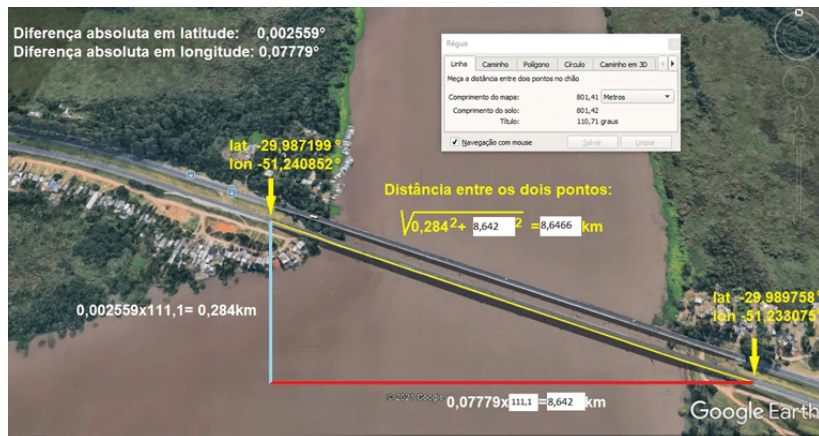 Diferença absoluta em latitude: 0,002559°
Diferença absoluta em longitude: 0,07779°
Régua
Linha Caminho Polígono Círculo Caminho em 3D
Meça a distância entre dois pontos no chão
Comprimento do mapa: 801,41 Metros
Comprimento do solo: 801,42
Título: 110,71 graus
Navegação com mouse Salvar Limpar
N
lat -29,987199°
lon -51,240852°
Distância entre os dois pontos:
√0,284²+ 8,642 ² = 8,6466 km
lat -29,989758°
lon -51,233075°
0,002559x111,1= 0,284km
© 2021 Google
0,07779x 111,1 = 8,642 km
Google Earth